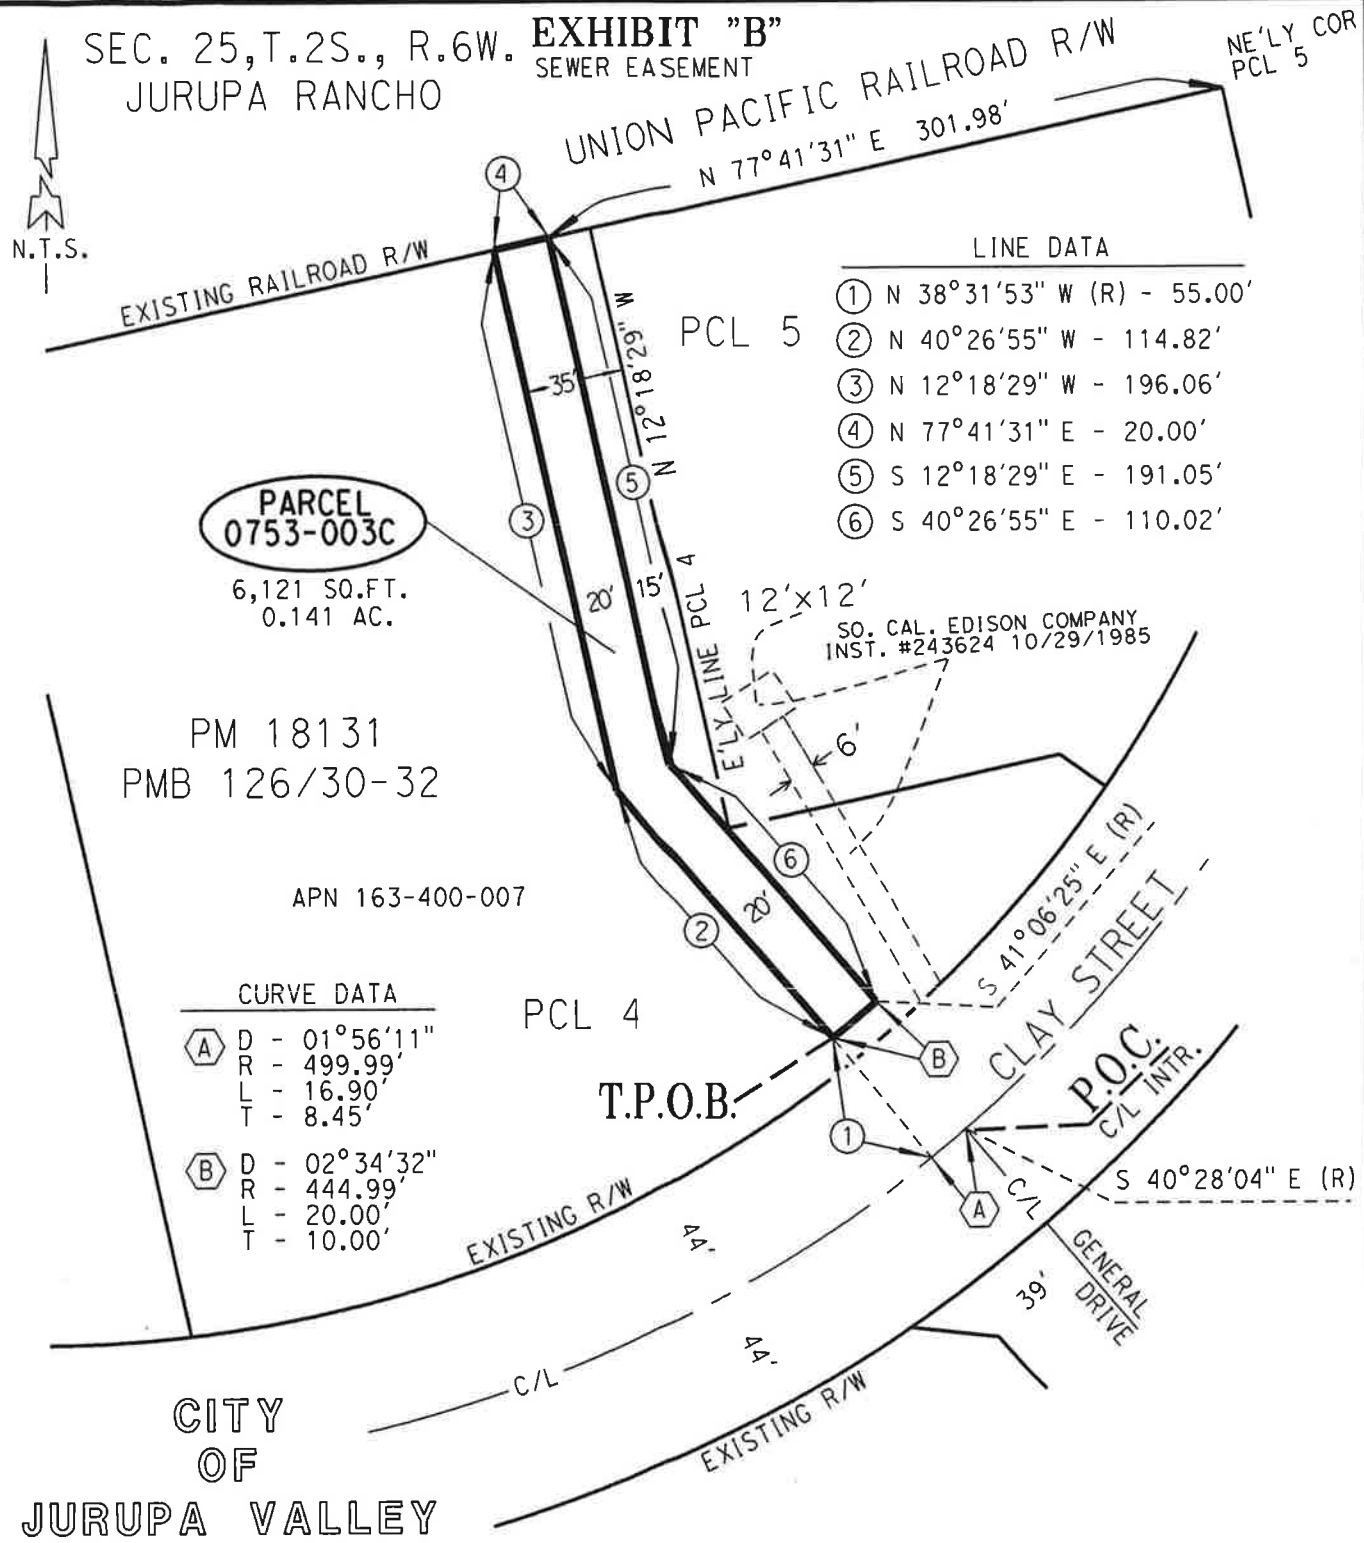 SEC. 25,T.2S., R.6W.
JURUPA RANCHO
EXHIBIT "B"
SEWER EASEMENT
N.T.S.
UNION PACIFIC RAILROAD R/W
N 77°41'31" E 301.98'
NE'LY COR
PCL 5
4
EXISTING RAILROAD R/W
LINE DATA
1 N 38°31'53" W (R) - 55.00'
2 N 40°26'55" W - 114.82'
3 N 12°18'29" W - 196.06'
4 N 77°41'31" E - 20.00'
5 S 12°18'29" E - 191.05'
6 S 40°26'55" E - 110.02'
PCL 5
N 12°18'29" W
35'
5
3
PARCEL
0753-003C
6,121 SQ.FT.
0.141 AC.
20'
15'
E'LY LINE PCL 4
12'x12'
SO. CAL. EDISON COMPANY
INST. #243624 10/29/1985
6'
PM 18131
PMB 126/30-32
6
20'
2
APN 163-400-007
S 41°06'25" E (R)
CLAY STREET
CURVE DATA
A D - 01°56'11"
R - 499.99'
L - 16.90'
T - 8.45'
B D - 02°34'32"
R - 444.99'
L - 20.00'
T - 10.00'
PCL 4
T.P.O.B.
B
P.O.C.
C/L INTR.
1
S 40°28'04" E (R)
A
C/L
GENERAL
DRIVE
39'
EXISTING R/W
44'
44'
C/L
EXISTING R/W
CITY
OF
JURUPA VALLEY